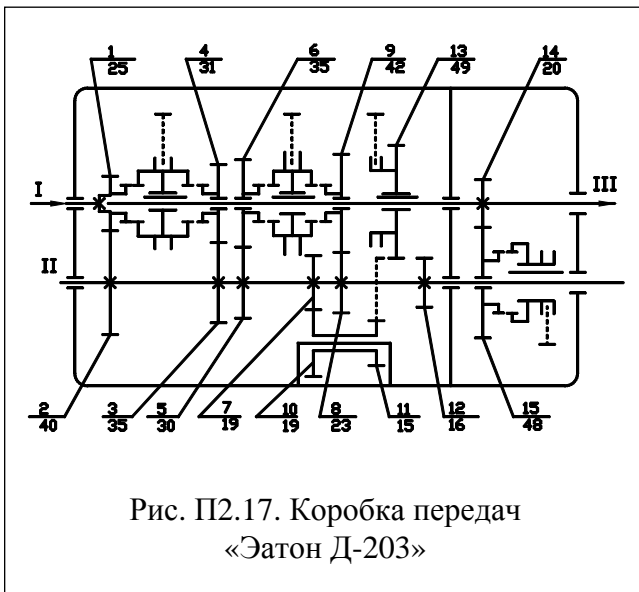 1 4 6 9 13 14
25 31 35 42 49 20
I III
II
2 3 5 7 10 8 11 12 15
40 35 30 19 19 23 15 16 48
Рис. П2.17. Коробка передач
«Эатон Д-203»